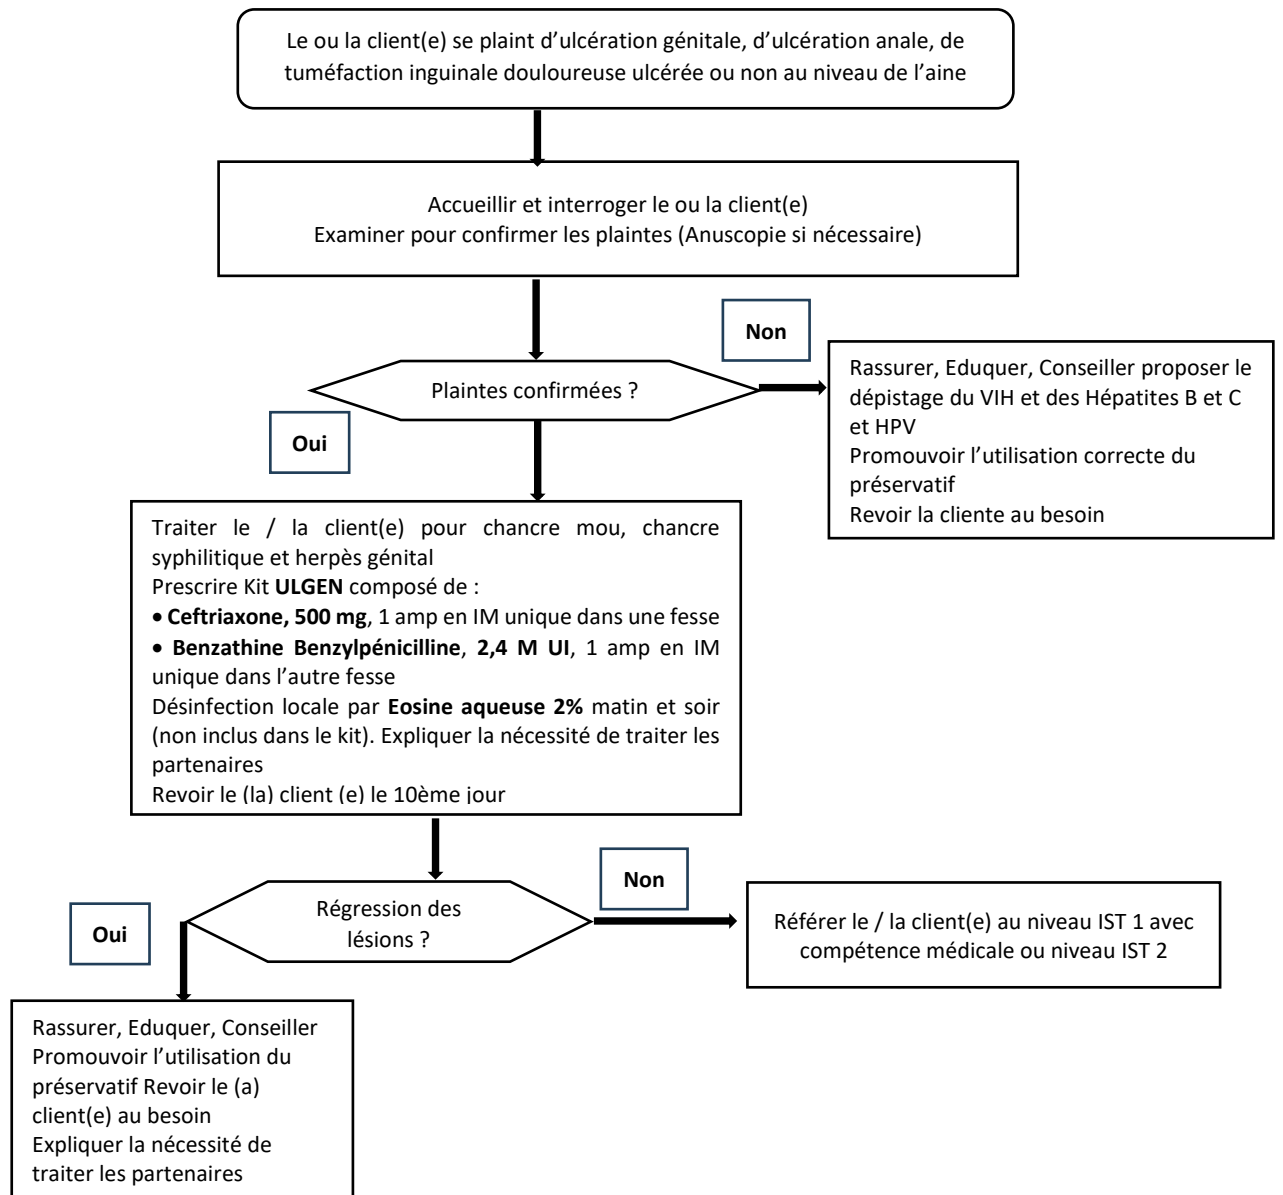 Le ou la client(e) se plaint d’ulcération génitale, d’ulcération anale, de
tuméfaction inguinale douloureuse ulcérée ou non au niveau de l’aine
Accueillir et interroger le ou la client(e)
Examiner pour confirmer les plaintes (Anuscopie si nécessaire)
Non
Plaintes confirmées ?
Rassurer, Eduquer, Conseiller proposer le
dépistage du VIH et des Hépatites B et C
et HPV
Promouvoir l’utilisation correcte du
préservatif
Revoir la cliente au besoin
Oui
Traiter le / la client(e) pour chancre mou, chancre
syphilitique et herpès génital
Prescrire Kit ULGEN composé de :
• Ceftriaxone, 500 mg, 1 amp en IM unique dans une fesse
• Benzathine Benzylpénicilline, 2,4 M UI, 1 amp en IM
unique dans l’autre fesse
Désinfection locale par Eosine aqueuse 2% matin et soir
(non inclus dans le kit). Expliquer la nécessité de traiter les
partenaires
Revoir le (la) client (e) le 10ème jour
Non
Régression des
lésions ?
Référer le / la client(e) au niveau IST 1 avec
compétence médicale ou niveau IST 2
Oui
Rassurer, Eduquer, Conseiller
Promouvoir l’utilisation du
préservatif Revoir le (a)
client(e) au besoin
Expliquer la nécessité de
traiter les partenaires